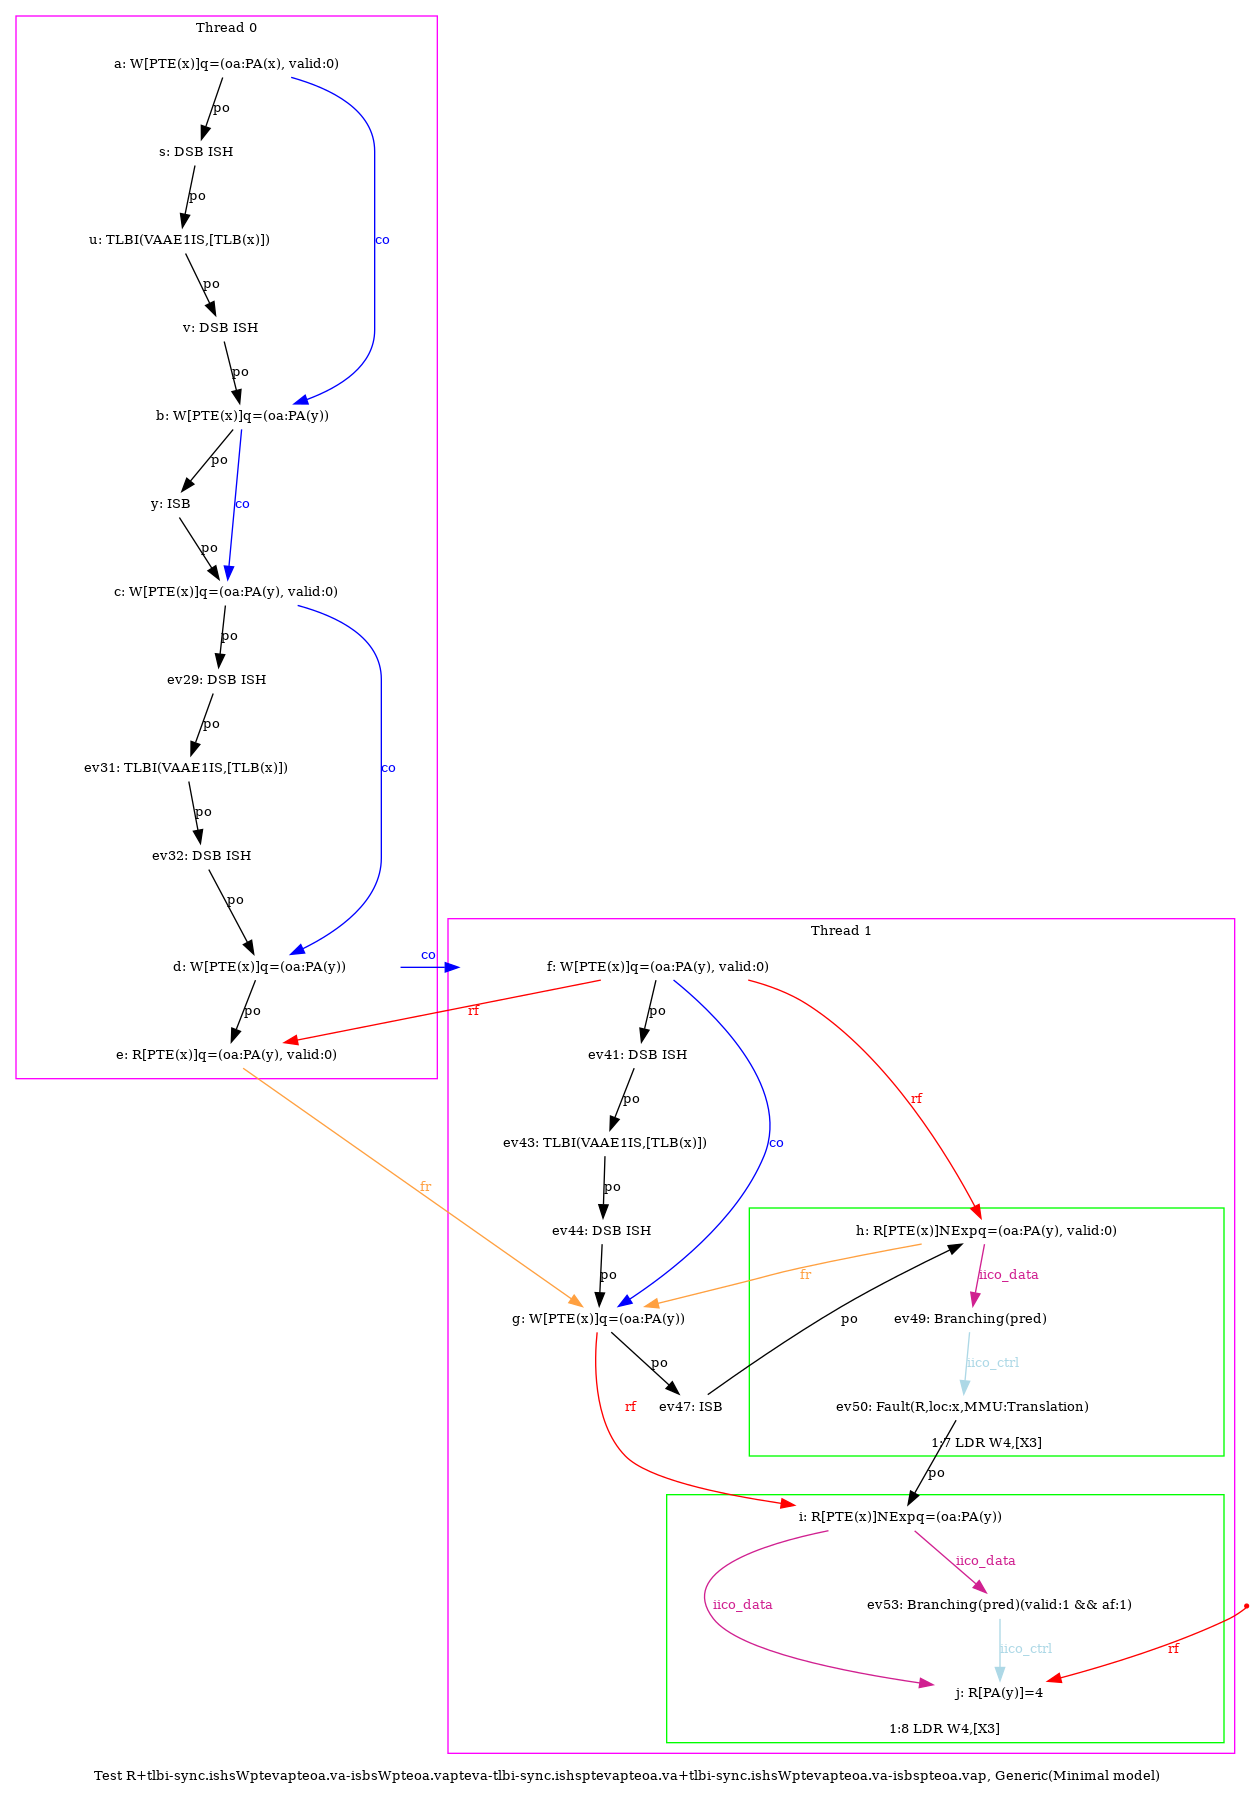 Thread 0
a: W[PTE(x)]q=(oa:PA(x), valid:0)
po
s: DSB ISH
po
u: TLBI(VAAE1IS,[TLB(x)])
co
po
v: DSB ISH
po
b: W[PTE(x)]q=(oa:PA(y))
po
y: ISB
co
po
c: W[PTE(x)]q=(oa:PA(y), valid:0)
po
ev29: DSB ISH
po
ev31: TLBI(VAAE1IS,[TLB(x)])
co
po
ev32: DSB ISH
po
d: W[PTE(x)]q=(oa:PA(y))
co
po
e: R[PTE(x)]q=(oa:PA(y), valid:0)
rf
fr
Thread 1
f: W[PTE(x)]q=(oa:PA(y), valid:0)
po
ev41: DSB ISH
po
rf
ev43: TLBI(VAAE1IS,[TLB(x)])
co
po
ev44: DSB ISH
h: R[PTE(x)]NExpq=(oa:PA(y), valid:0)
po
fr
iico_data
g: W[PTE(x)]q=(oa:PA(y))
po
ev49: Branching(pred)
po
iico_ctrl
rf
ev47: ISB
ev50: Fault(R,loc:x,MMU:Translation)
1:7 LDR W4,[X3]
po
i: R[PTE(x)]NExpq=(oa:PA(y))
iico_data
iico_data
ev53: Branching(pred)(valid:1 && af:1)
iico_ctrl
rf
j: R[PA(y)]=4
1:8 LDR W4,[X3]
Test R+tlbi-sync.ishsWptevapteoa.va-isbsWpteoa.vapteva-tlbi-sync.ishsptevapteoa.va+tlbi-sync.ishsWptevapteoa.va-isbspteoa.vap, Generic(Minimal model)